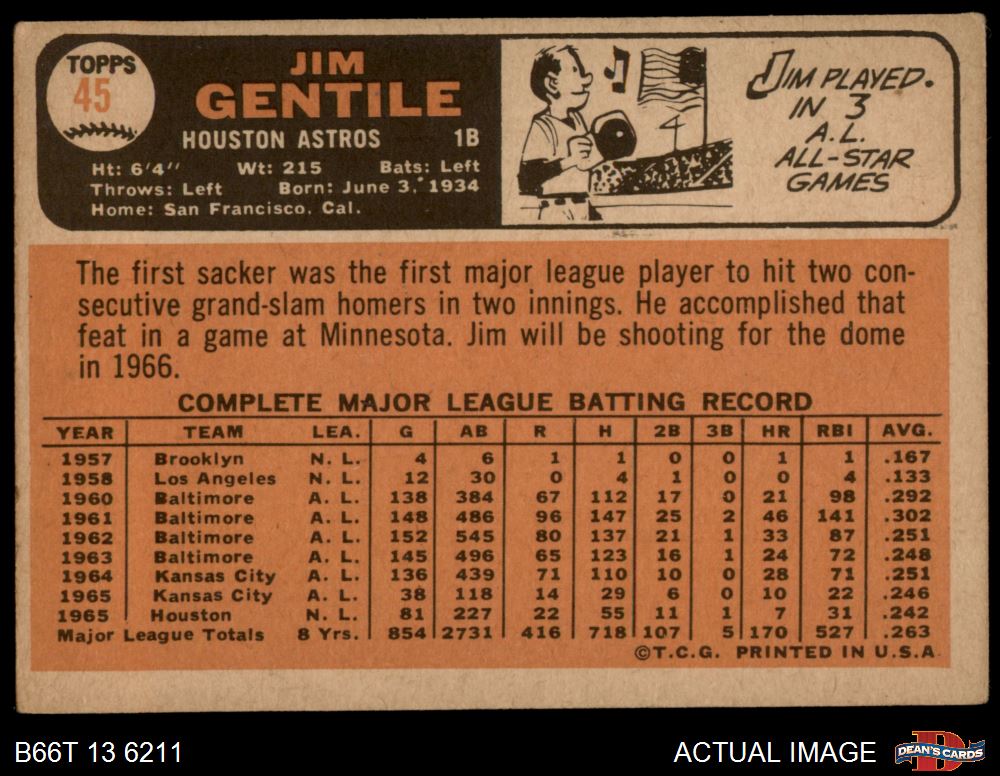 TOPPS
45
JIM
GENTILE
HOUSTON ASTROS 1B
Ht: 6'4" Wt: 215 Bats: Left
Throws: Left Born: June 3, 1934
Home: San Francisco, Cal.
JIM PLAYED
IN 3
A.L.
ALL-STAR
GAMES
4
The first sacker was the first major league player to hit two con-
secutive grand-slam homers in two innings. He accomplished that
feat in a game at Minnesota. Jim will be shooting for the dome
in 1966.
COMPLETE MAJOR LEAGUE BATTING RECORD
YEAR TEAM LEA. G AB R H 2B 3B HR RBI AVG.
1957 Brooklyn N. L. 4 6 1 1 0 0 1 1 .167
1958 Los Angeles N. L. 12 30 0 4 1 0 0 4 .133
1960 Baltimore A. L. 138 384 67 112 17 0 21 98 .292
1961 Baltimore A. L. 148 486 96 147 25 2 46 141 .302
1962 Baltimore A. L. 152 545 80 137 21 1 33 87 .251
1963 Baltimore A. L. 145 496 65 123 16 1 24 72 .248
1964 Kansas City A. L. 136 439 71 110 10 0 28 71 .251
1965 Kansas City A. L. 38 118 14 29 6 0 10 22 .246
1965 Houston N. L. 81 227 22 55 11 1 7 31 .242
Major League Totals 8 Yrs. 854 2731 416 718 107 5 170 527 .263
©T.C.G. PRINTED IN U.S.A.
B66T 13 6211 ACTUAL IMAGE DEAN'S CARDS